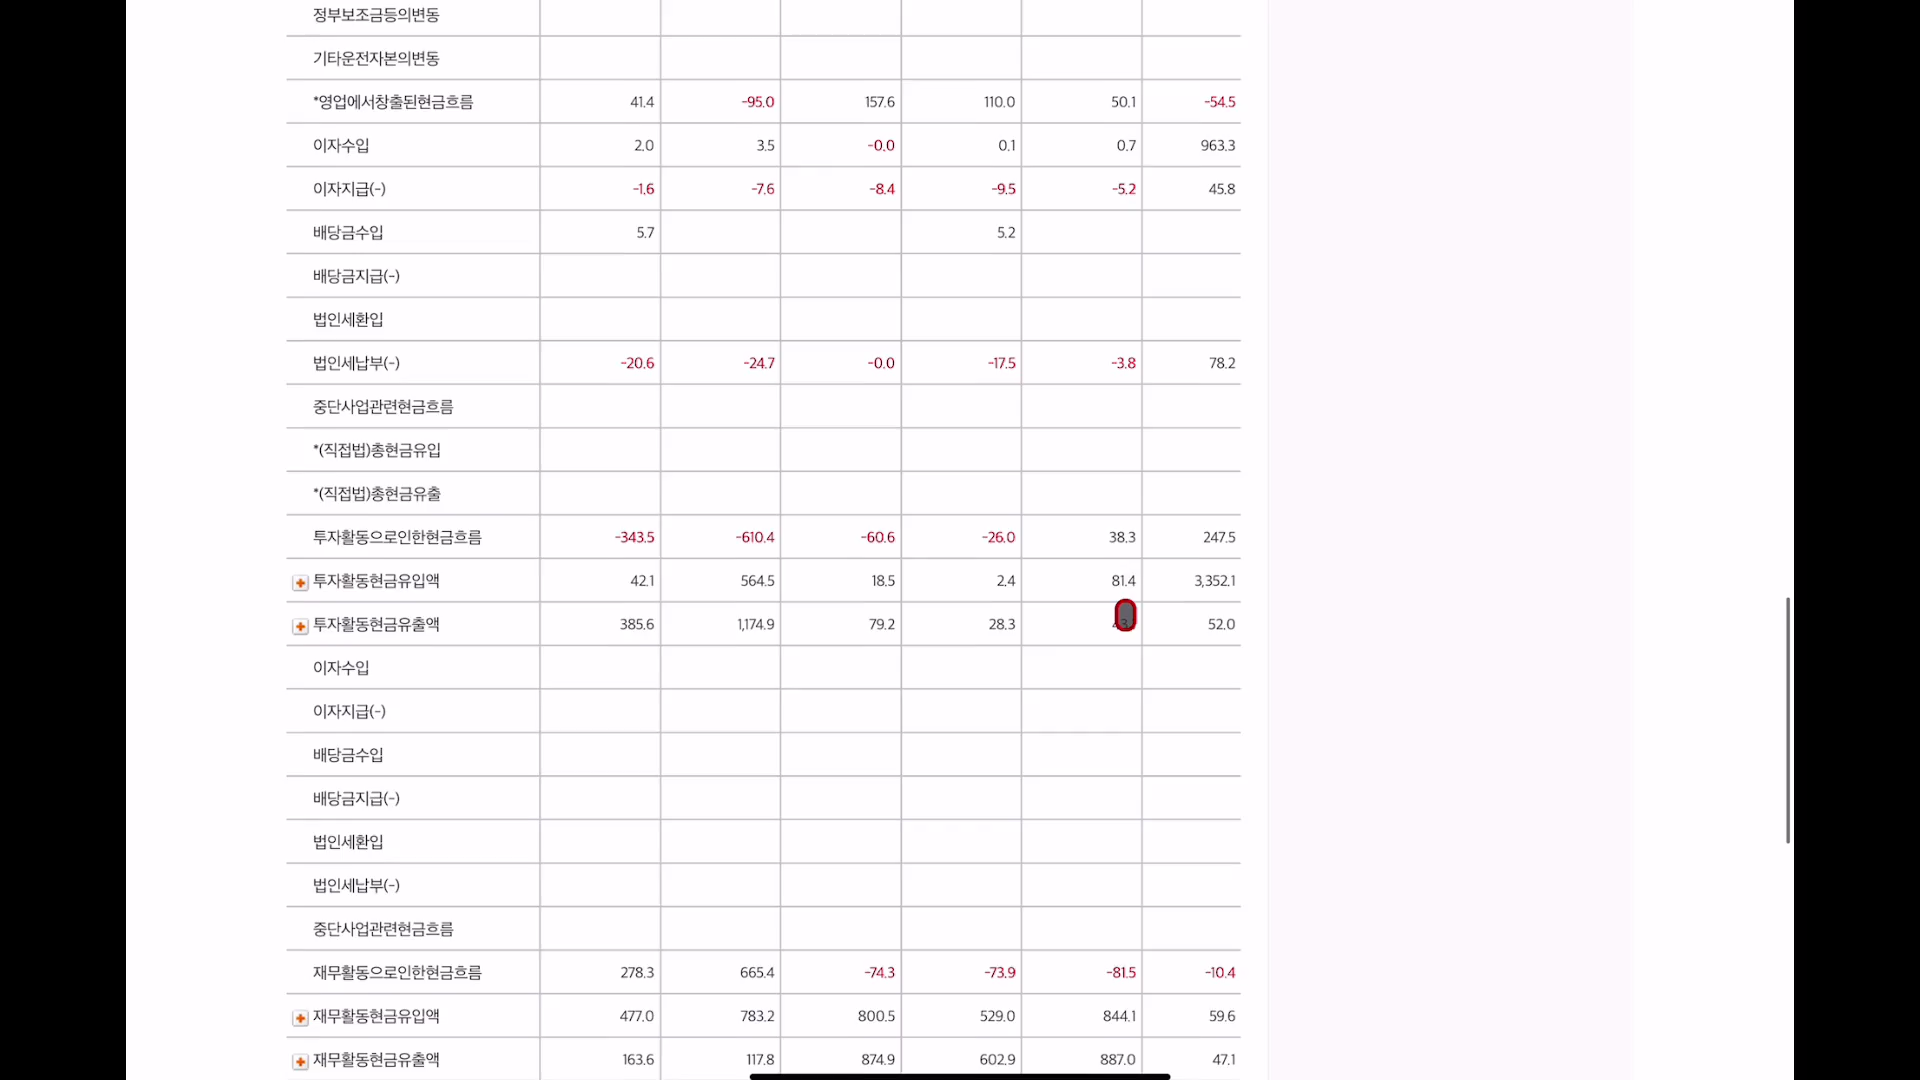 정부보조금등의변동
기타운전자본의변동
*영업에서창출된현금흐름 41.4 -95.0 157.6 110.0 50.1 -54.5
이자수입 2.0 3.5 -0.0 0.1 0.7 963.3
이자지급(-) -1.6 -7.6 -8.4 -9.5 -5.2 45.8
배당금수입 5.7 5.2
배당금지급(-)
법인세환입
법인세납부(-) -20.6 -24.7 -0.0 -17.5 -3.8 78.2
중단사업관련현금흐름
*(직접법)총현금유입
*(직접법)총현금유출
투자활동으로인한현금흐름 -343.5 -610.4 -60.6 -26.0 38.3 247.5
투자활동현금유입액 42.1 564.5 18.5 2.4 81.4 3,352.1
투자활동현금유출액 385.6 1,174.9 79.2 28.3 52.0
이자수입
이자지급(-)
배당금수입
배당금지급(-)
법인세환입
법인세납부(-)
중단사업관련현금흐름
재무활동으로인한현금흐름 278.3 665.4 -74.3 -73.9 -81.5 -10.4
재무활동현금유입액 477.0 783.2 800.5 529.0 844.1 59.6
재무활동현금유출액 163.6 117.8 874.9 602.9 887.0 47.1